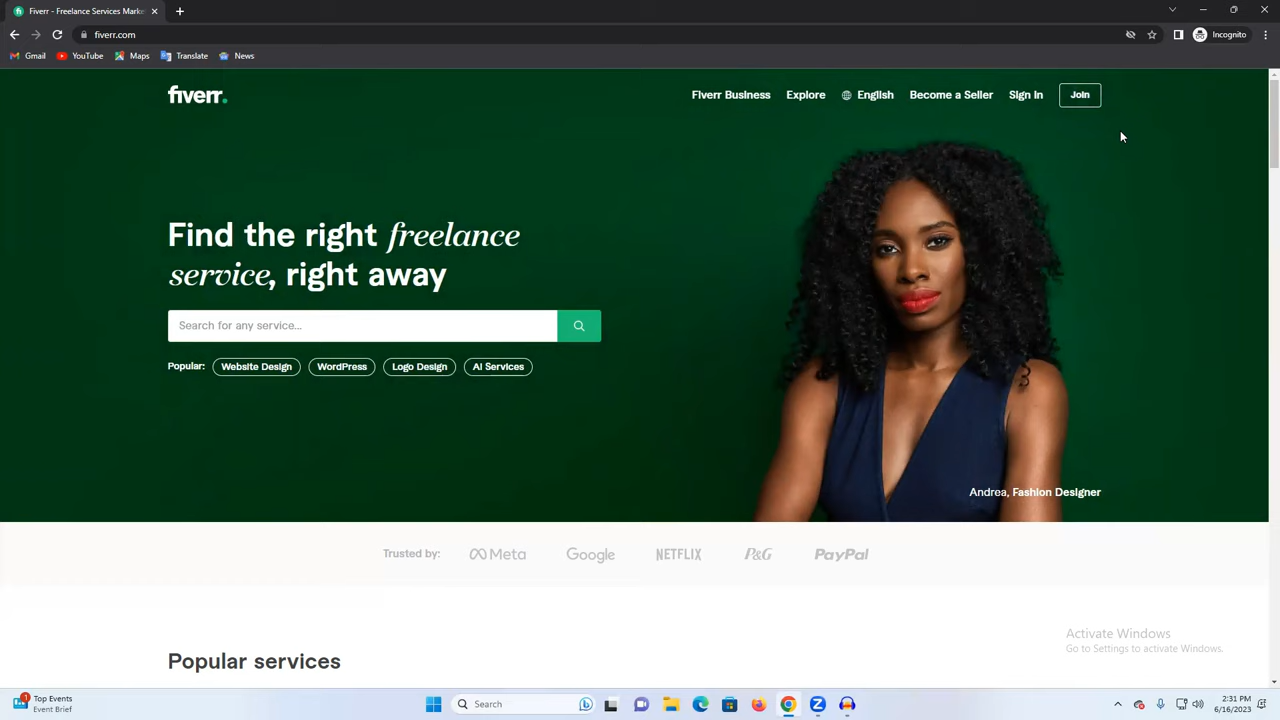 Fiverr - Freelance Services Marke
fiverr.com
Incognito
Gmail
YouTube
Maps
Translate
News
fiverr.
Fiverr Business
Explore
English
Become a Seller
Sign In
Join
Find the right freelance
service, right away
Search for any service...
Popular:
Website Design
WordPress
Logo Design
AI Services
Andrea, Fashion Designer
Trusted by:
Meta
Google
NETFLIX
P&G
PayPal
Popular services
Activate Windows
Go to Settings to activate Windows.
1
Top Events
Event Brief
Search
2:31 PM
6/16/2023